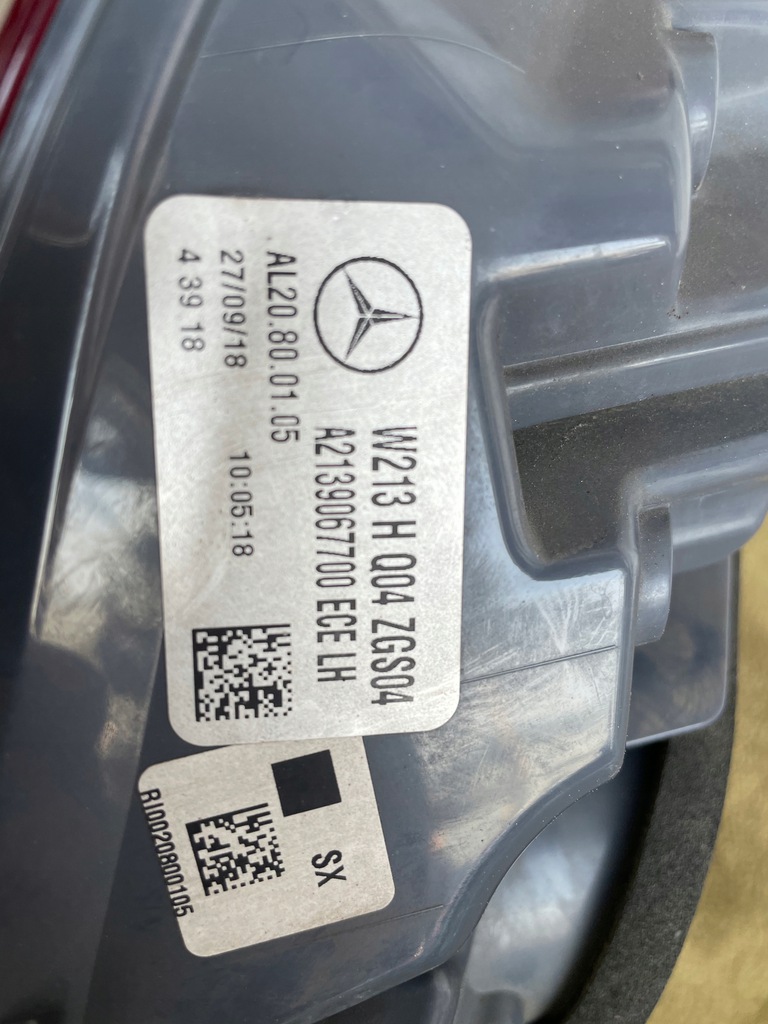 W213 H Q04 ZGS04
A2139067700 ECE LH
AL20.80.01.05
27/09/18 10:05:18
4 39 18
SX
RI0020800105